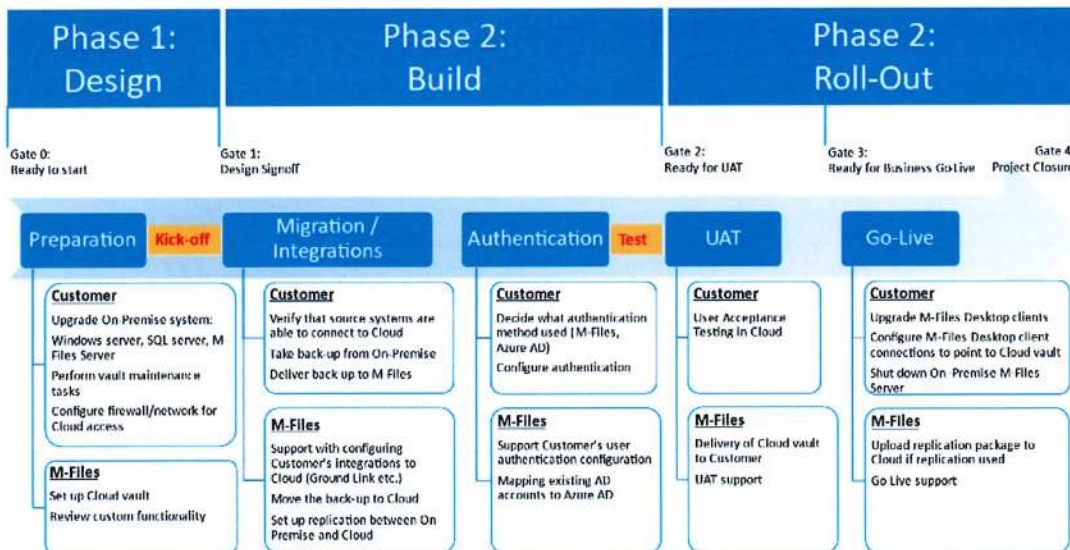 Phase 1:
Design
Phase 2:
Build
Phase 2:
Roll-Out
Gate 0:
Ready to start
Gate 1:
Design Signoff
Gate 2:
Ready for UAT
Gate 3:
Ready for Business Go-Live
Gate 4
Project Closure
Preparation
Kick-off
Migration /
Integrations
Authentication
Test
UAT
Go-Live
Customer
Upgrade On-Premise system:
Windows server, SQL server, M
Files Server
Perform vault maintenance
tasks
Configure firewall/network for
Cloud access
M-Files
Set up Cloud vault
Review custom functionality
Customer
Verify that source systems are
able to connect to Cloud
Take back-up from On-Premise
Deliver back up to M Files
M-Files
Support with configuring
Customer's integrations to
Cloud (Ground Link etc.)
Move the back-up to Cloud
Set up replication between On
Premise and Cloud
Customer
Decide what authentication
method used (M-Files,
Azure AD)
Configure authentication
M-Files
Support Customer's user
authentication configuration
Mapping existing AD
accounts to Azure AD
Customer
User Acceptance
Testing in Cloud
M-Files
Delivery of Cloud vault
to Customer
UAT support
Customer
Upgrade M-Files Desktop clients
Configure M-Files Desktop client
connections to point to Cloud vault
Shut down On-Premise M-Files
Server
M-Files
Upload replication package to
Cloud if replication used
Go Live support